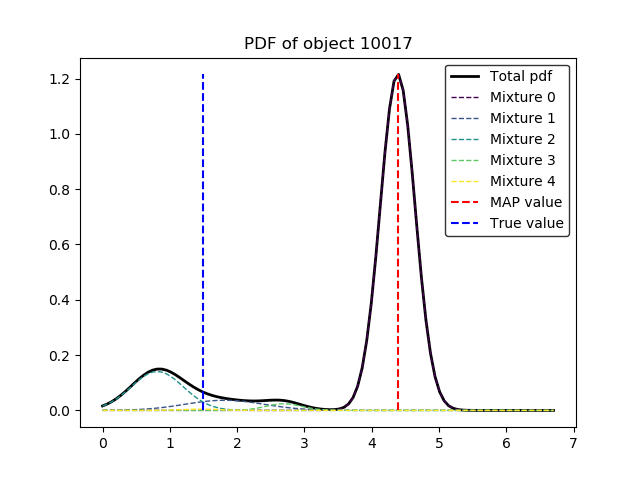 PDF of object 10017
Total pdf
Mixture 0
Mixture 1
Mixture 2
Mixture 3
Mixture 4
MAP value
True value
1.2
1.0
0.8
0.6
0.4
0.2
0.0
0 1 2 3 4 5 6 7